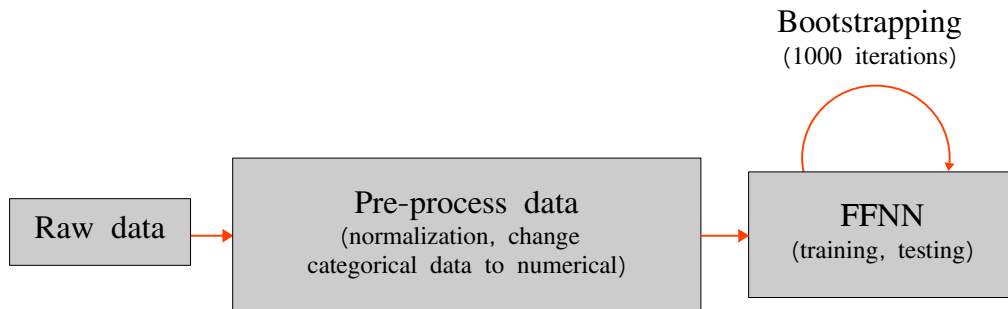 Bootstrapping
(1000 iterations)
Raw data
Pre-process data
(normalization, change
categorical data to numerical)
FFNN
(training, testing)